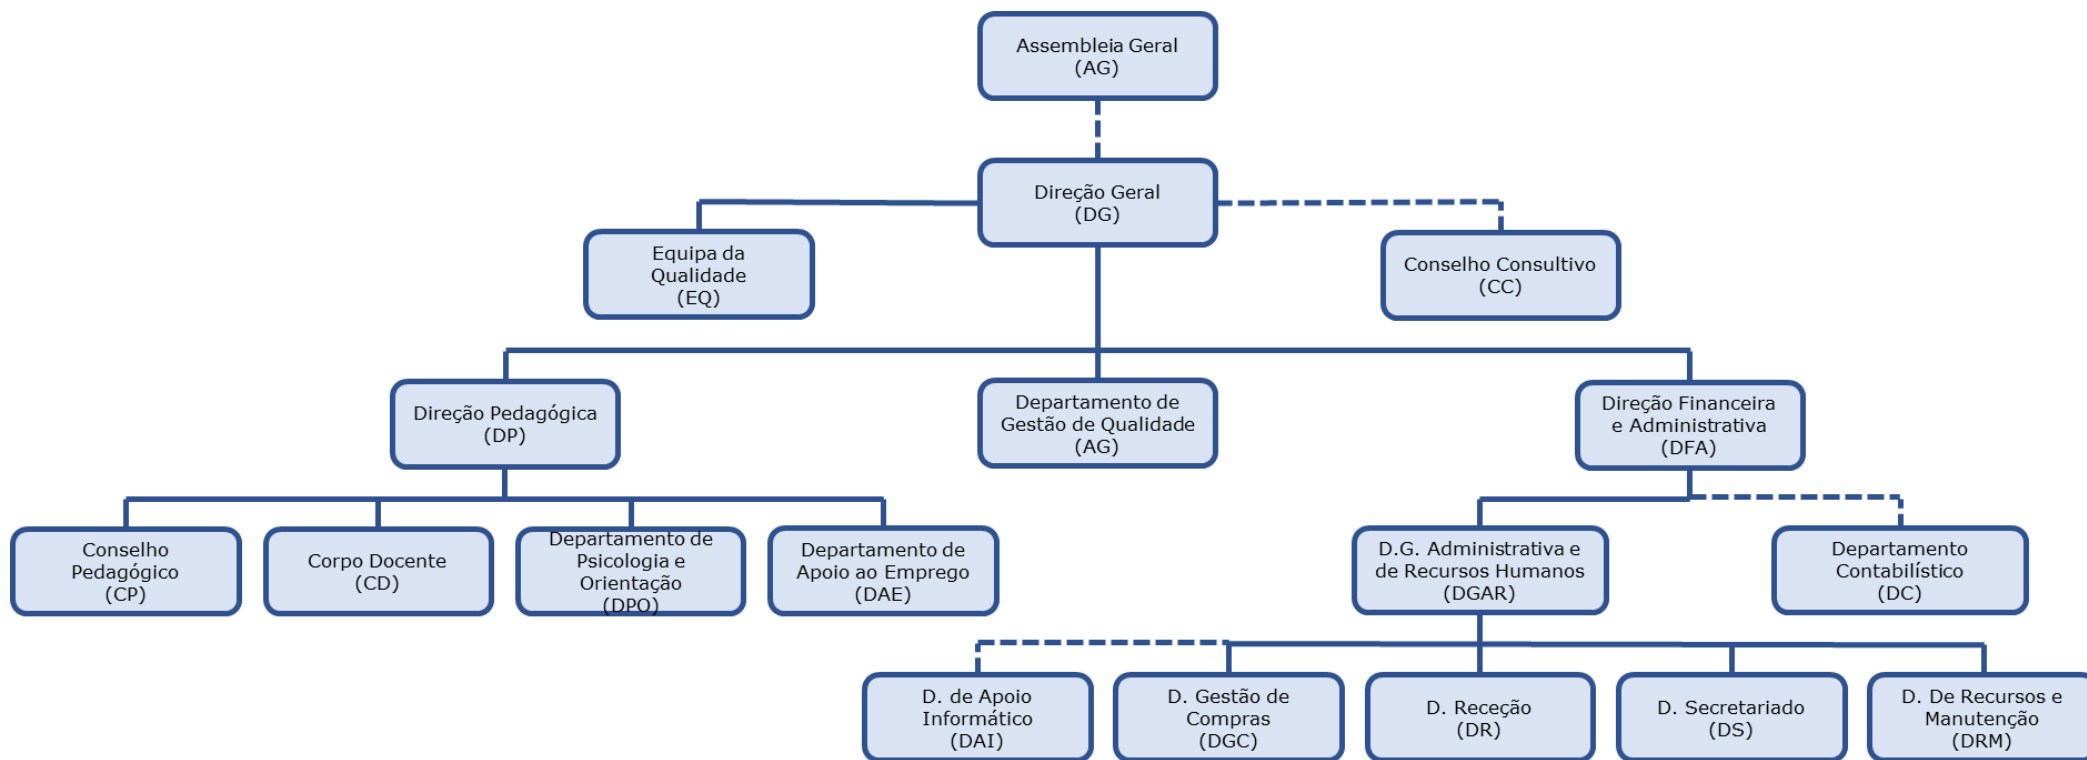 Assembleia Geral
(AG)
Direção Geral
(DG)
Equipa da
Qualidade
(EQ)
Conselho Consultivo
(CC)
Direção Pedagógica
(DP)
Departamento de
Gestão de Qualidade
(AG)
Direção Financeira
e Administrativa
(DFA)
Conselho
Pedagógico
(CP)
Corpo Docente
(CD)
Departamento de
Psicologia e
Orientação
(DPO)
Departamento de
Apoio ao Emprego
(DAE)
D.G. Administrativa e
de Recursos Humanos
(DGAR)
Departamento
Contabilístico
(DC)
D. de Apoio
Informático
(DAI)
D. Gestão de
Compras
(DGC)
D. Receção
(DR)
D. Secretariado
(DS)
D. De Recursos e
Manutenção
(DRM)